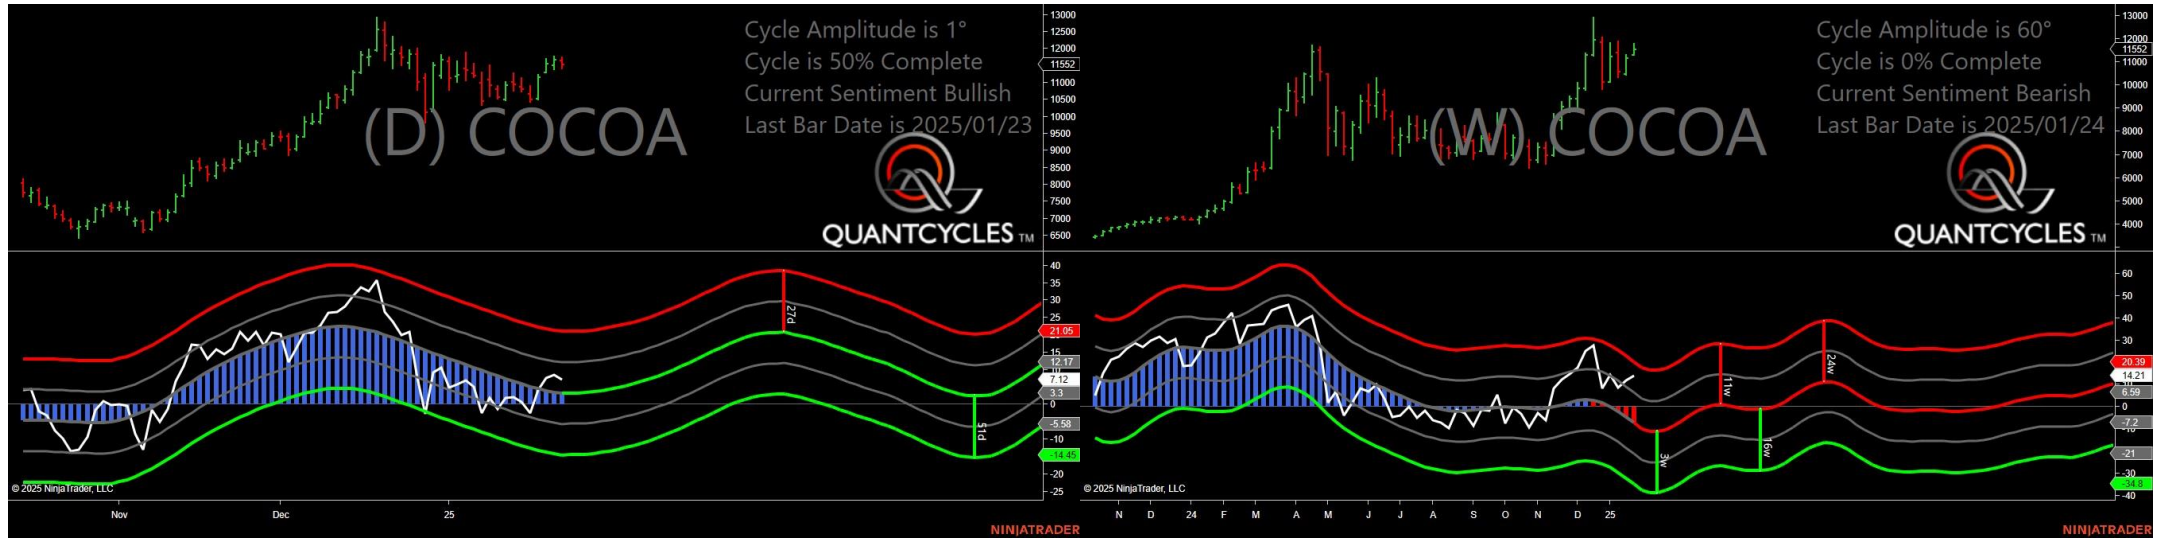 Cycle Amplitude is 1°
Cycle is 50% Complete
Current Sentiment Bullish
Last Bar Date is 2025/01/23
(D) COCOA
QUANTCYCLES TM
13000
12500
12000
11552
11000
10500
10000
9500
9000
8500
8000
7500
7000
6500
40
35
30
25
21.05
15
12.17
7.12
3.3
0
-5.58
-10
-14.45
-20
-25
27d
51d
© 2025 NinjaTrader, LLC
Nov Dec 25
NINJATRADER
Cycle Amplitude is 60°
Cycle is 0% Complete
Current Sentiment Bearish
Last Bar Date is 2025/01/24
(W) COCOA
QUANTCYCLES TM
13000
12000
11552
11000
9000
8000
7000
6000
5000
4000
60
50
40
30
20.39
14.21
6.59
0
-7.2
-21
-30
-34.8
-40
11w
24w
3w
16w
© 2025 NinjaTrader, LLC
N D 24 F M A M J J A S O N D 25
NINJATRADER